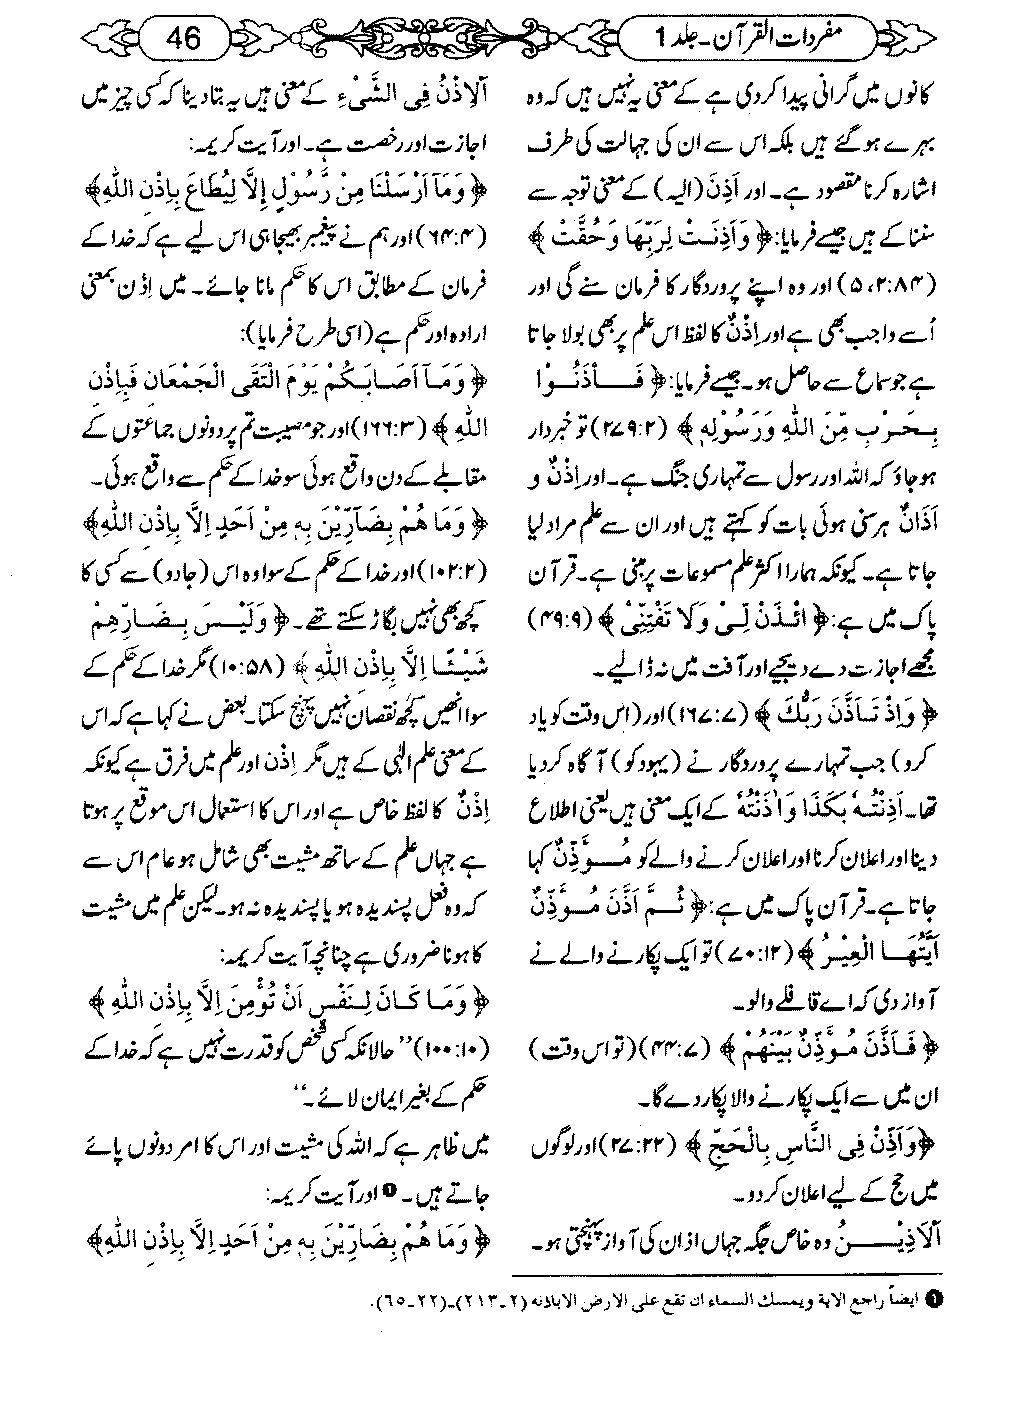 مفردات القرآن - جلد 1
46
کانوں میں گرانی پیدا کر دی ہے کے معنی یہ نہیں ہیں کہ وہ
بہرے ہو گئے ہیں بلکہ اس سے ان کی جہالت کی طرف
اشارہ کرنا مقصود ہے۔ اور اَذِنَ (الیہ) کے معنی توجہ سے
سننا کے ہیں جیسے فرمایا: ﴿وَاَذِنَتْ لِرَبِّهَا وَحُقَّتْ﴾
(۲:۸۴، ۵) اور وہ اپنے پروردگار کا فرمان سنے گی اور
اُسے واجب بھی ہے اور اِذْنٌ کا لفظ اس علم پر بھی بولا جاتا
ہے جو سماع سے حاصل ہو۔ جیسے فرمایا: ﴿فَاْذَنُوْا
بِحَرْبٍ مِّنَ اللهِ وَرَسُوْلِهٖ﴾ (۲۷۹:۲) تو خبردار
ہو جاؤ کہ اللہ اور رسول سے تمہاری جنگ ہے۔ اور اِذْنٌ و
اَذَانٌ ہر سنی ہوئی بات کو کہتے ہیں اور ان سے علم مراد لیا
جاتا ہے۔ کیونکہ ہمارا اکثر علم مسموعات پر مبنی ہے۔ قرآن
پاک میں ہے: ﴿ائْذَنْ لِّیْ وَلَا تَفْتِنِّیْ﴾ (۴۹:۹)
مجھے اجازت دے دیجئے اور آفت میں نہ ڈالیے۔
﴿وَاِذْ تَاَذَّنَ رَبُّكَ﴾ (۱۶۷:۷) اور (اس وقت کو یاد
کرو) جب تمہارے پروردگار نے (یہود کو) آگاہ کر دیا
تھا۔ اَذِنْتُهٗ بِکَذَا وَ اٰذَنْتُهٗ کے ایک معنی ہیں یعنی اطلاع
دینا اور اعلان کرنا اور اعلان کرنے والے کو مُؤَذِّنٌ کہا
جاتا ہے۔ قرآن پاک میں ہے: ﴿ثُمَّ اَذَّنَ مُؤَذِّنٌ
اَیَّتُهَا الْعِیْرُ﴾ (۷۰:۱۲) تو ایک پکارنے والے نے
آواز دی کہ اے قافلے والو۔
﴿فَاَذَّنَ مُؤَذِّنٌ بَیْنَهُمْ﴾ (۴۴:۷) (تو اس وقت)
ان میں سے ایک پکارنے والا پکار دے گا۔
﴿وَاَذِّنْ فِی النَّاسِ بِالْحَجِّ﴾ (۲۷:۲۲) اور لوگوں
میں حج کے لیے اعلان کر دو۔
اَلْاَذِیْنُ وہ خاص جگہ جہاں اذان کی آواز پہنچتی ہو۔
اَلْاِذْنُ فِی الشَّیْءِ کے معنی ہیں یہ بتا دینا کہ کسی چیز میں
اجازت اور رخصت ہے۔ اور آیت کریمہ:
﴿وَمَآ اَرْسَلْنَا مِنْ رَّسُوْلٍ اِلَّا لِیُطَاعَ بِاِذْنِ اللهِ﴾
(۶۴:۴) اور ہم نے پیغمبر بھیجا ہی اس لیے ہے کہ خدا کے
فرمان کے مطابق اس کا حکم مانا جائے۔ میں اِذْن بمعنی
ارادہ اور حکم ہے (اسی طرح فرمایا):
﴿وَمَآ اَصَابَکُمْ یَوْمَ الْتَقَی الْجَمْعَانِ فَبِاِذْنِ
اللهِ﴾ (۱۶۶:۳) اور جو مصیبت تم پر دونوں جماعتوں کے
مقابلے کے دن واقع ہوئی سو خدا کے حکم سے واقع ہوئی۔
﴿وَمَا هُمْ بِضَآرِّیْنَ بِهٖ مِنْ اَحَدٍ اِلَّا بِاِذْنِ اللهِ﴾
(۱۰۲:۲) اور خدا کے حکم کے سوا وہ اس (جادو) سے کسی کا
کچھ بھی نہیں بگاڑ سکتے تھے۔ ﴿وَلَیْسَ بِضَارِّهِمْ
شَیْئًا اِلَّا بِاِذْنِ اللهِ﴾ (۱۰:۵۸) مگر خدا کے حکم کے
سوا انھیں کچھ نقصان نہیں پہنچ سکتا۔ بعض نے کہا ہے کہ اس
کے معنی علم الٰہی کے ہیں مگر اِذْن اور علم میں فرق ہے کیونکہ
اِذْنٌ کا لفظ خاص ہے اور اس کا استعمال اس موقع پر ہوتا
ہے جہاں علم کے ساتھ مشیت بھی شامل ہو عام اس سے
کہ وہ فعل پسندیدہ ہو یا پسندیدہ نہ ہو۔ لیکن علم میں مشیت
کا ہونا ضروری ہے چنانچہ آیت کریمہ:
﴿وَمَا کَانَ لِنَفْسٍ اَنْ تُؤْمِنَ اِلَّا بِاِذْنِ اللهِ﴾
(۱۰۰:۱۰) ’’حالانکہ کسی شخص کو قدرت نہیں ہے کہ خدا کے
حکم کے بغیر ایمان لائے۔‘‘
میں ظاہر ہے کہ اللہ کی مشیت اور اس کا امر دونوں پائے
جاتے ہیں۔ ❶ اور آیت کریمہ:
﴿وَمَا هُمْ بِضَآرِّیْنَ بِهٖ مِنْ اَحَدٍ اِلَّا بِاِذْنِ اللهِ﴾
❶ ایضاً راجع الایة ویمسک السماء ان تقع علی الارض الا باذنه (۲-۲۱۳)-(۲۲-۶۵).